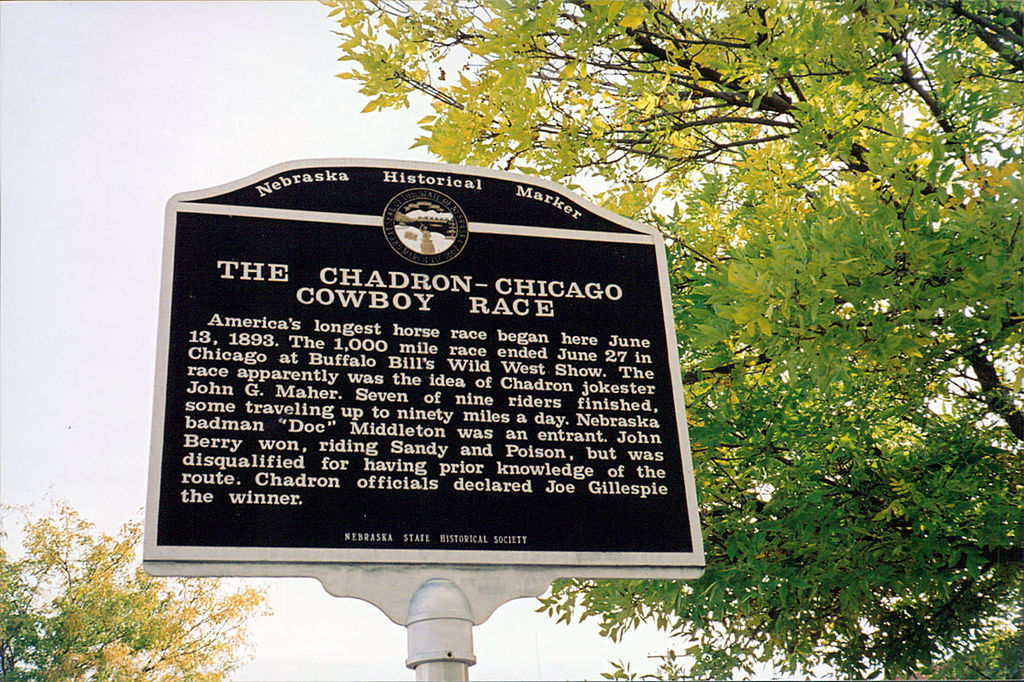 Nebraska Historical Marker
THE CHADRON-CHICAGO
COWBOY RACE
America's longest horse race began here June
13, 1893. The 1,000 mile race ended June 27 in
Chicago at Buffalo Bill's Wild West Show. The
race apparently was the idea of Chadron jokester
John G. Maher. Seven of nine riders finished,
some traveling up to ninety miles a day. Nebraska
badman "Doc" Middleton was an entrant. John
Berry won, riding Sandy and Poison, but was
disqualified for having prior knowledge of the
route. Chadron officials declared Joe Gillespie
the winner.
NEBRASKA STATE HISTORICAL SOCIETY